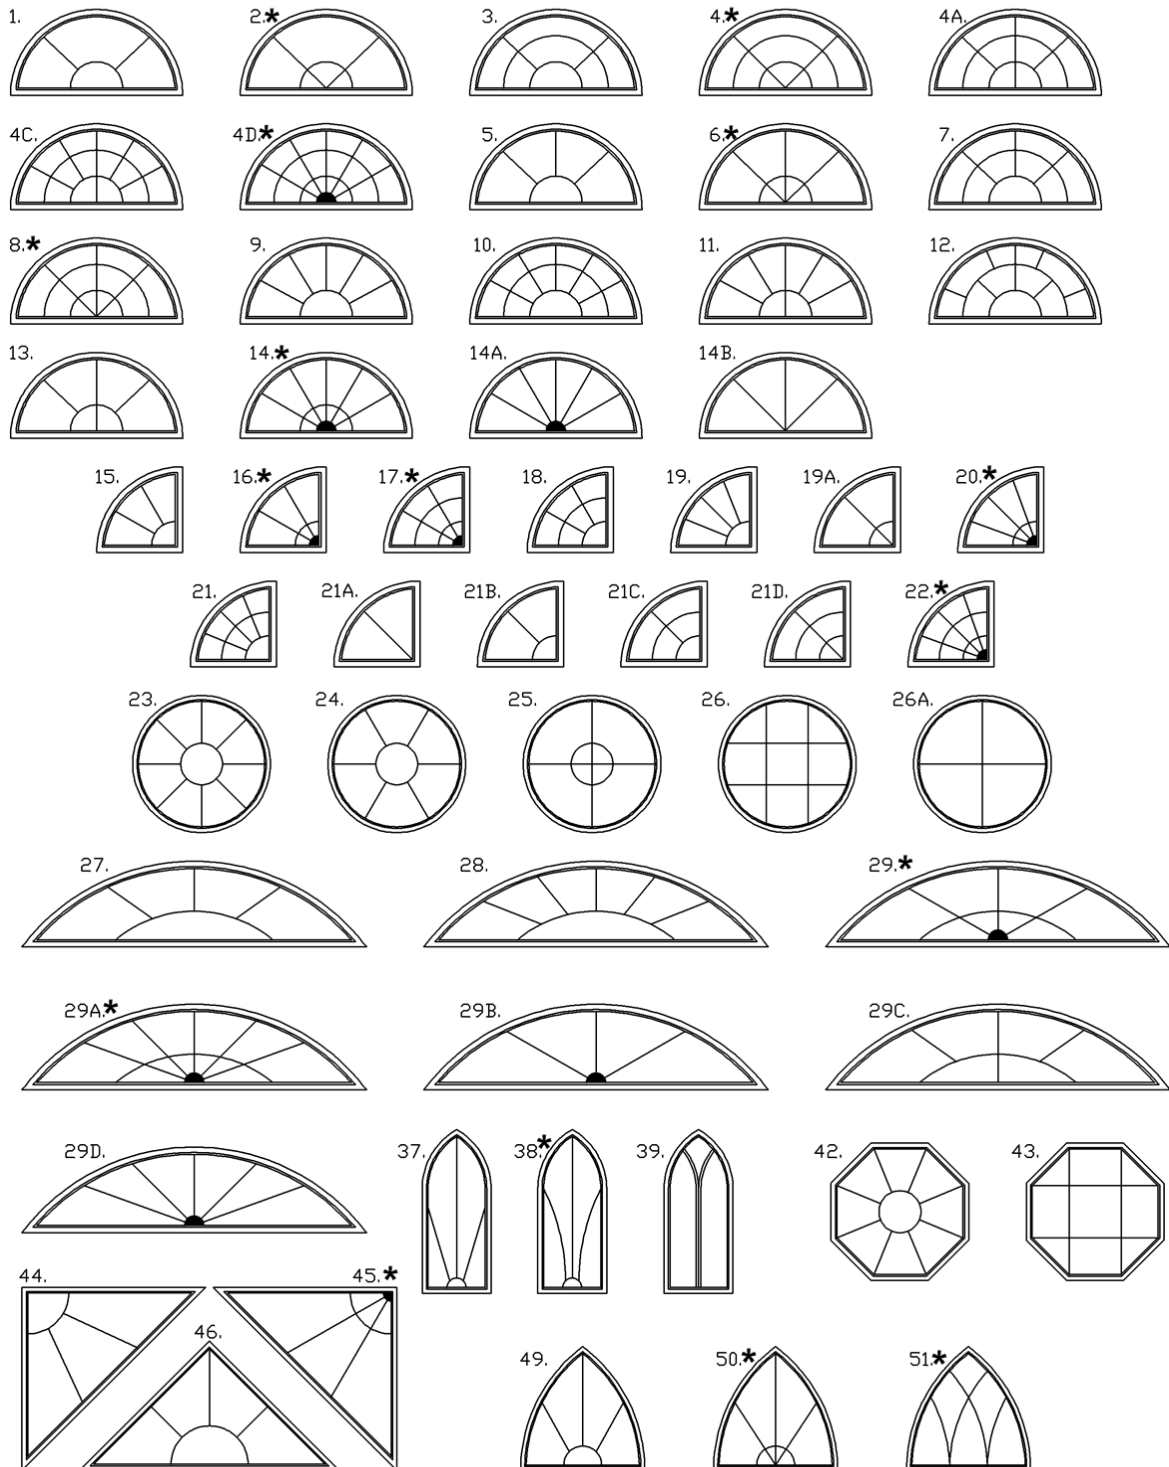 1. 2.* 3. 4.* 4A.
4C. 4D.* 5. 6.* 7.
8.* 9. 10. 11. 12.
13. 14.* 14A. 14B.
15. 16.* 17.* 18. 19. 19A. 20.*
21. 21A. 21B. 21C. 21D. 22.*
23. 24. 25. 26. 26A.
27. 28. 29.*
29A.* 29B. 29C.
29D. 37. 38.* 39. 42. 43.
44. 45.*
46.
49. 50.* 51.*